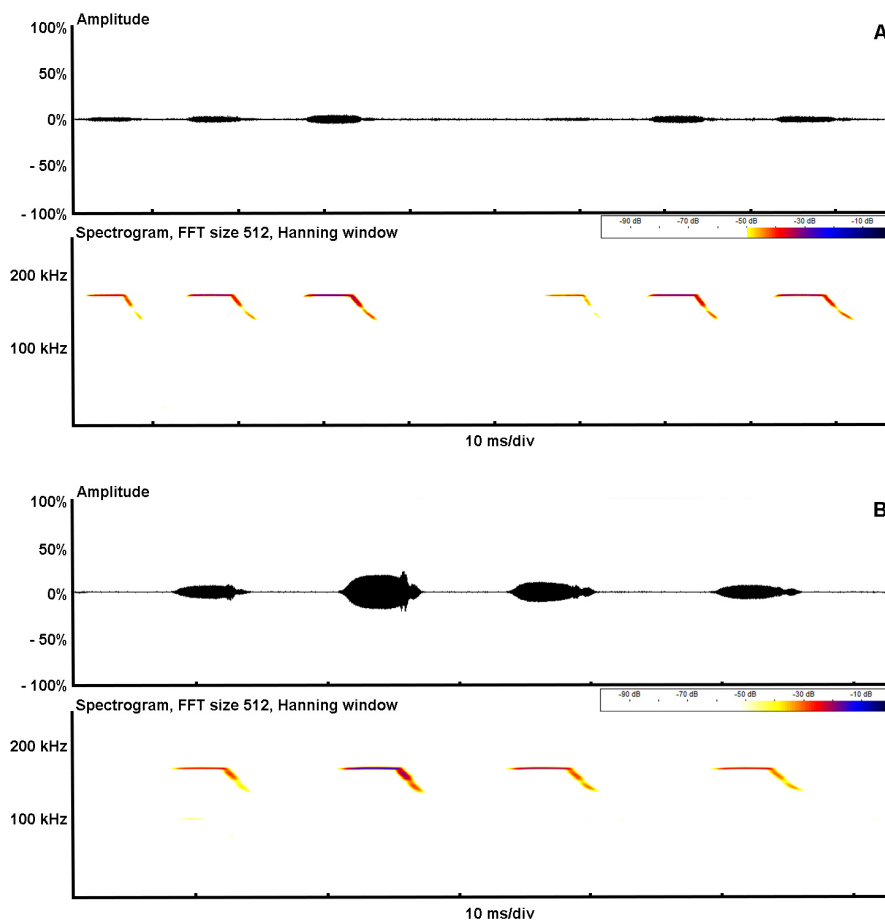 Amplitude
A
100%
50%
0%
- 50%
- 100%
-90 dB -70 dB -50 dB -30 dB -10 dB
Spectrogram, FFT size 512, Hanning window
200 kHz
100 kHz
10 ms/div
Amplitude
B
100%
50%
0%
- 50%
- 100%
-90 dB -70 dB -50 dB -30 dB -10 dB
Spectrogram, FFT size 512, Hanning window
200 kHz
100 kHz
10 ms/div